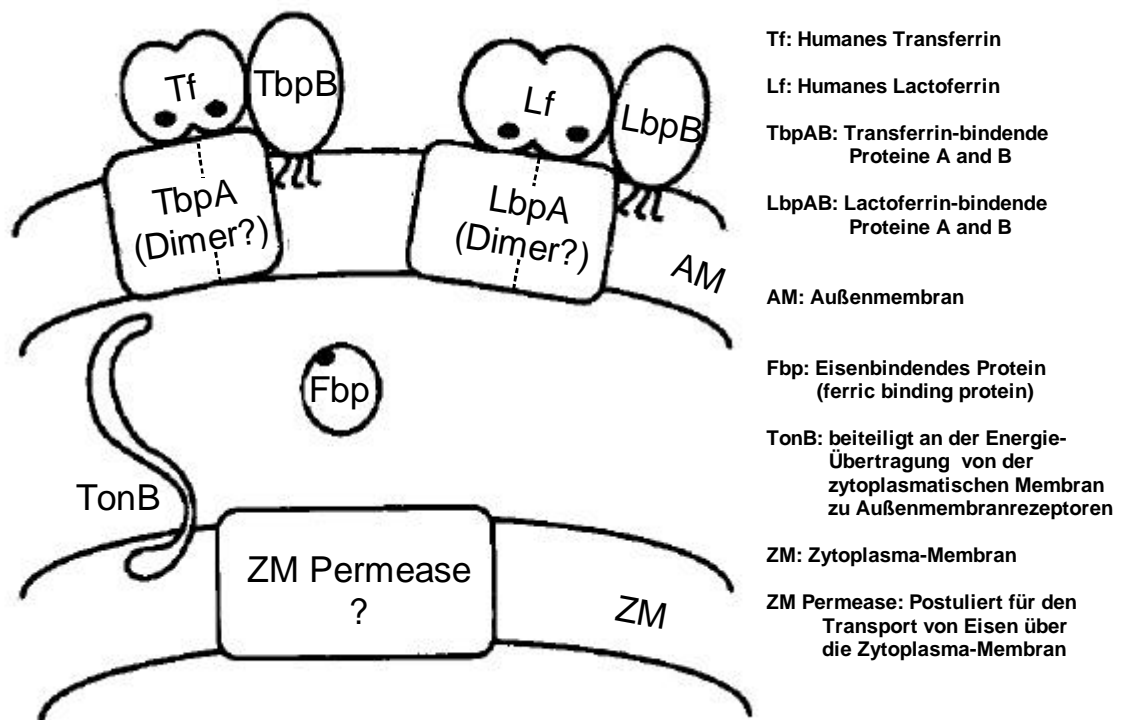 Tf
TbpB
Lf
LbpB
TbpA
(Dimer?)
LbpA
(Dimer?)
AM
Fbp
TonB
ZM Permease
?
ZM
Tf: Humanes Transferrin
Lf: Humanes Lactoferrin
TbpAB: Transferrin-bindende
Proteine A and B
LbpAB: Lactoferrin-bindende
Proteine A and B
AM: Außenmembran
Fbp: Eisenbindendes Protein
(ferric binding protein)
TonB: beiteiligt an der Energie-
Übertragung von der
zytoplasmatischen Membran
zu Außenmembranrezeptoren
ZM: Zytoplasma-Membran
ZM Permease: Postuliert für den
Transport von Eisen über
die Zytoplasma-Membran